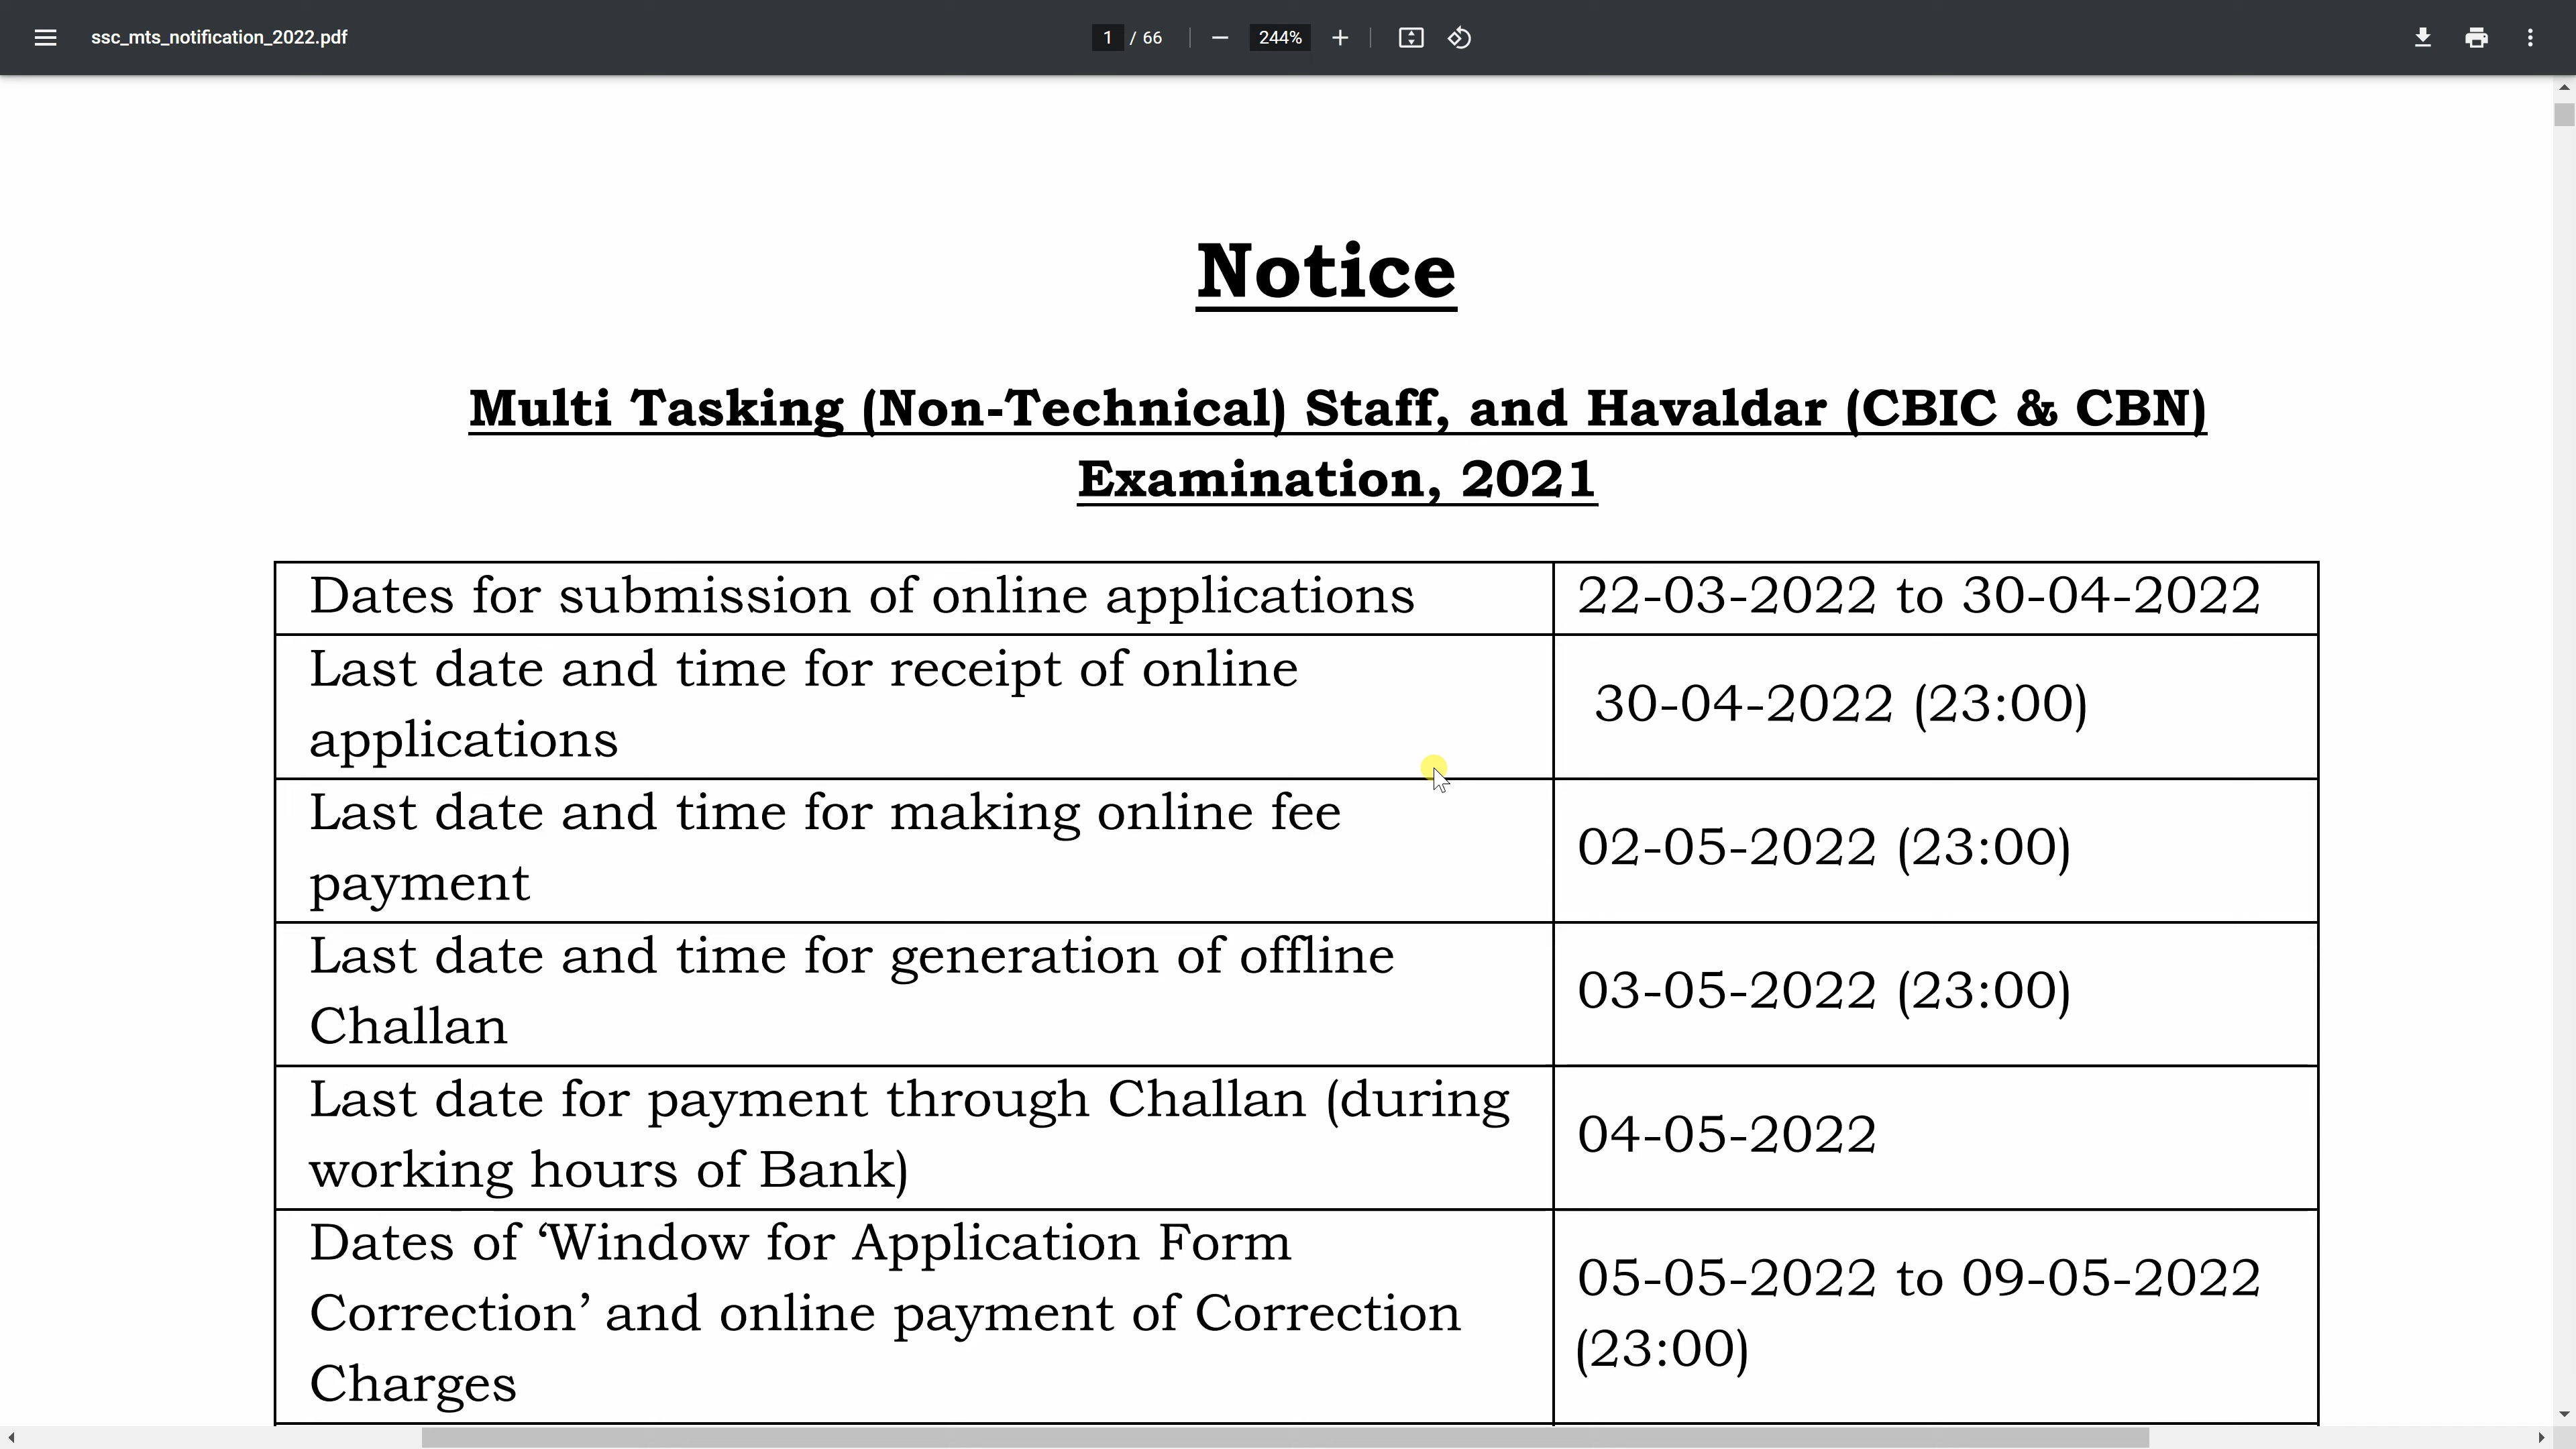 ssc_mts_notification_2022.pdf
1 / 66
244%
Notice
Multi Tasking (Non-Technical) Staff, and Havaldar (CBIC & CBN)
Examination, 2021
Dates for submission of online applications
22-03-2022 to 30-04-2022
Last date and time for receipt of online
applications
30-04-2022 (23:00)
Last date and time for making online fee
payment
02-05-2022 (23:00)
Last date and time for generation of offline
Challan
03-05-2022 (23:00)
Last date for payment through Challan (during
working hours of Bank)
04-05-2022
Dates of ‘Window for Application Form
Correction’ and online payment of Correction
Charges
05-05-2022 to 09-05-2022
(23:00)